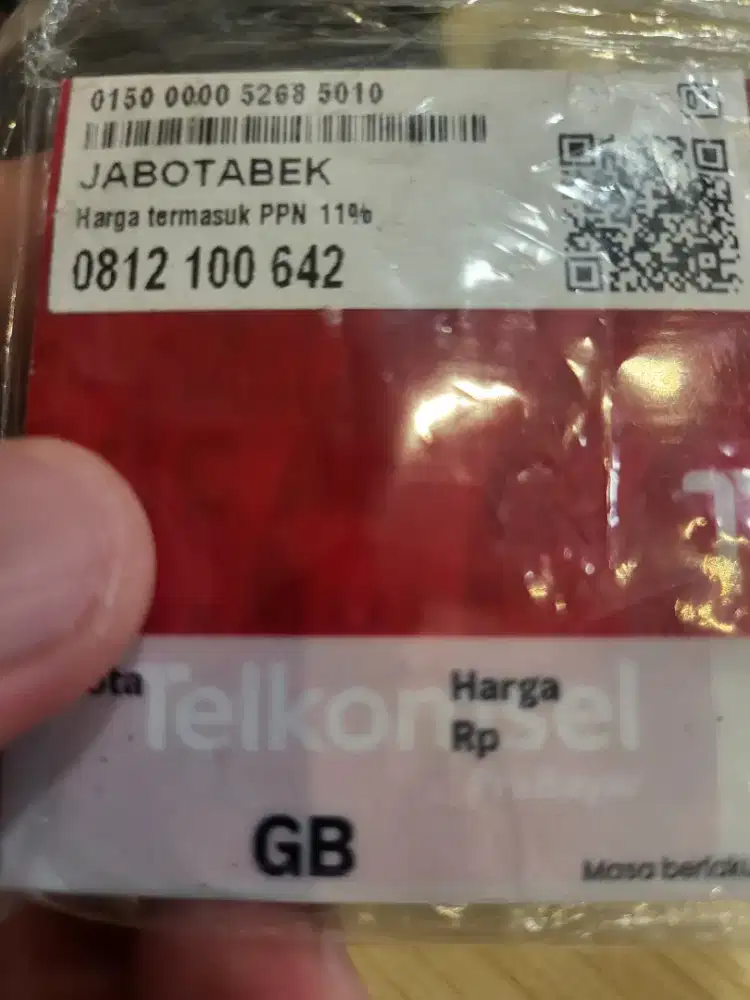 0150 0000 5268 5010
JABOTABEK
Harga termasuk PPN 11%
0812 100 642
Telkomsel
Harga
Rp
GB
Masa berlaku